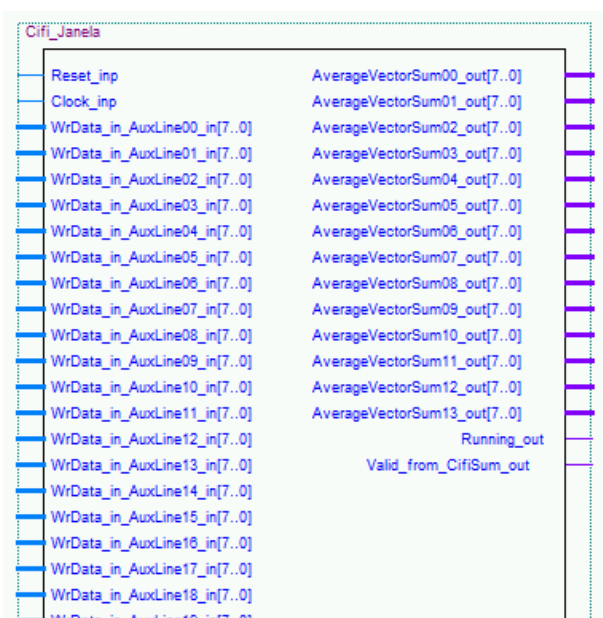 Cifi_Janela
Reset_inp
Clock_inp
WrData_in_AuxLine00_in[7..0]
WrData_in_AuxLine01_in[7..0]
WrData_in_AuxLine02_in[7..0]
WrData_in_AuxLine03_in[7..0]
WrData_in_AuxLine04_in[7..0]
WrData_in_AuxLine05_in[7..0]
WrData_in_AuxLine06_in[7..0]
WrData_in_AuxLine07_in[7..0]
WrData_in_AuxLine08_in[7..0]
WrData_in_AuxLine09_in[7..0]
WrData_in_AuxLine10_in[7..0]
WrData_in_AuxLine11_in[7..0]
WrData_in_AuxLine12_in[7..0]
WrData_in_AuxLine13_in[7..0]
WrData_in_AuxLine14_in[7..0]
WrData_in_AuxLine15_in[7..0]
WrData_in_AuxLine16_in[7..0]
WrData_in_AuxLine17_in[7..0]
WrData_in_AuxLine18_in[7..0]
AverageVectorSum00_out[7..0]
AverageVectorSum01_out[7..0]
AverageVectorSum02_out[7..0]
AverageVectorSum03_out[7..0]
AverageVectorSum04_out[7..0]
AverageVectorSum05_out[7..0]
AverageVectorSum06_out[7..0]
AverageVectorSum07_out[7..0]
AverageVectorSum08_out[7..0]
AverageVectorSum09_out[7..0]
AverageVectorSum10_out[7..0]
AverageVectorSum11_out[7..0]
AverageVectorSum12_out[7..0]
AverageVectorSum13_out[7..0]
Running_out
Valid_from_CifiSum_out